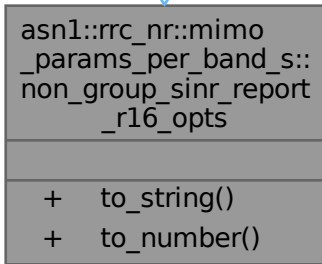 asn1::rrc_nr::mimo
_params_per_band_s::
non_group_sinr_report
_r16_opts
+ to_string()
+ to_number()